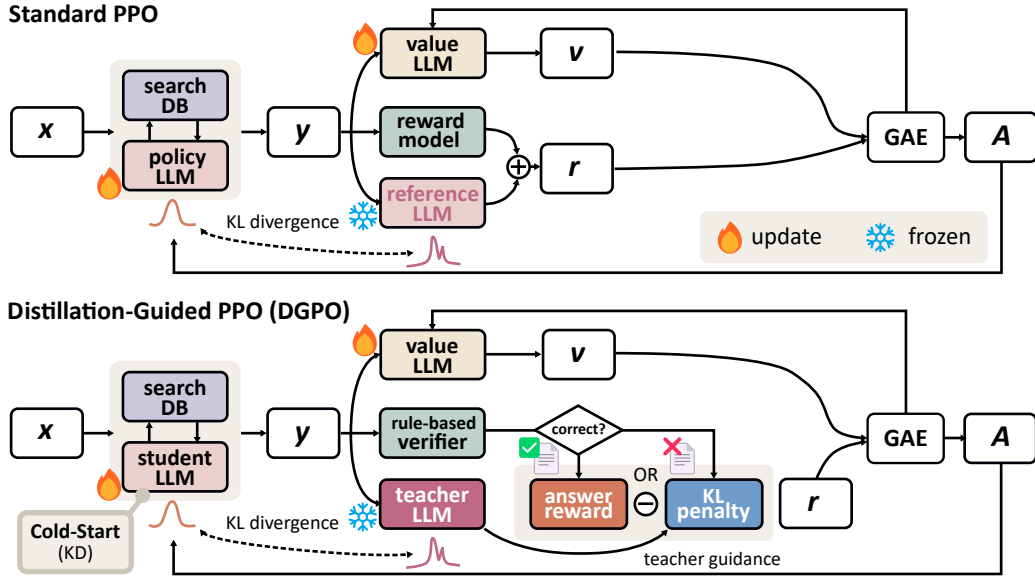 Standard PPO
x
search
DB
policy
LLM
y
value
LLM
v
reward
model
reference
LLM
r
GAE
A
KL divergence
update
frozen
Distillation-Guided PPO (DGPO)
x
search
DB
student
LLM
Cold-Start
(KD)
y
value
LLM
v
rule-based
verifier
correct?
teacher
LLM
OR
answer
reward
KL
penalty
r
GAE
A
KL divergence
teacher guidance